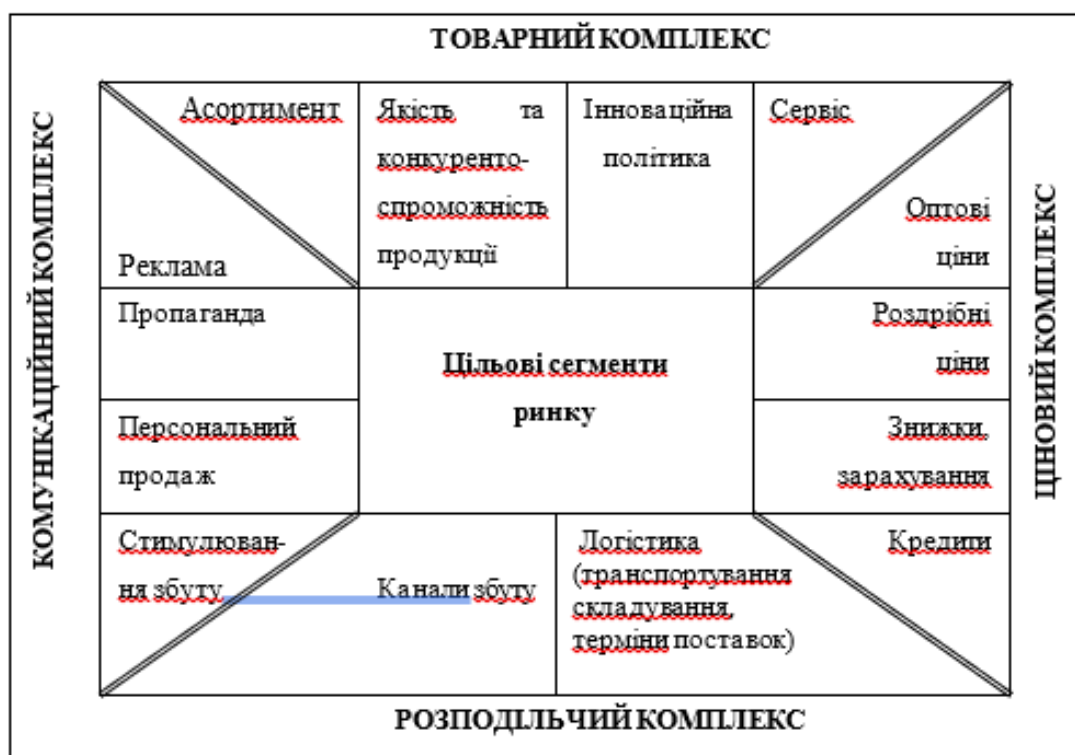 ТОВАРНИЙ КОМПЛЕКС
КОМУНІКАЦІЙНИЙ КОМПЛЕКС
Асортимент
Реклама
Якість та
конкуренто-
спроможність
продукції
Інноваційна
політика
Сервіс
Оптові
ціни
ЦІНОВИЙ КОМПЛЕКС
Пропаганда
Цільові сегменти
ринку
Роздрібні
ціни
Персональний
продаж
Знижки,
зарахування
Стимулюван-
ня збуту
Канали збуту
Логістика
(транспортування
складування,
терміни поставок)
Кредити
РОЗПОДІЛЬЧИЙ КОМПЛЕКС